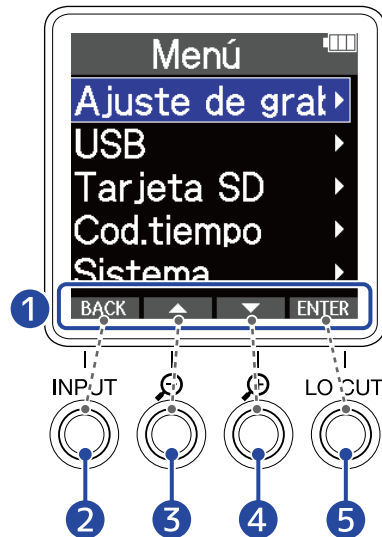 Menú
Ajuste de gral
USB
Tarjeta SD
Cod.tiempo
Sistema
1 BACK ENTER
INPUT LO CUT
2 3 4 5